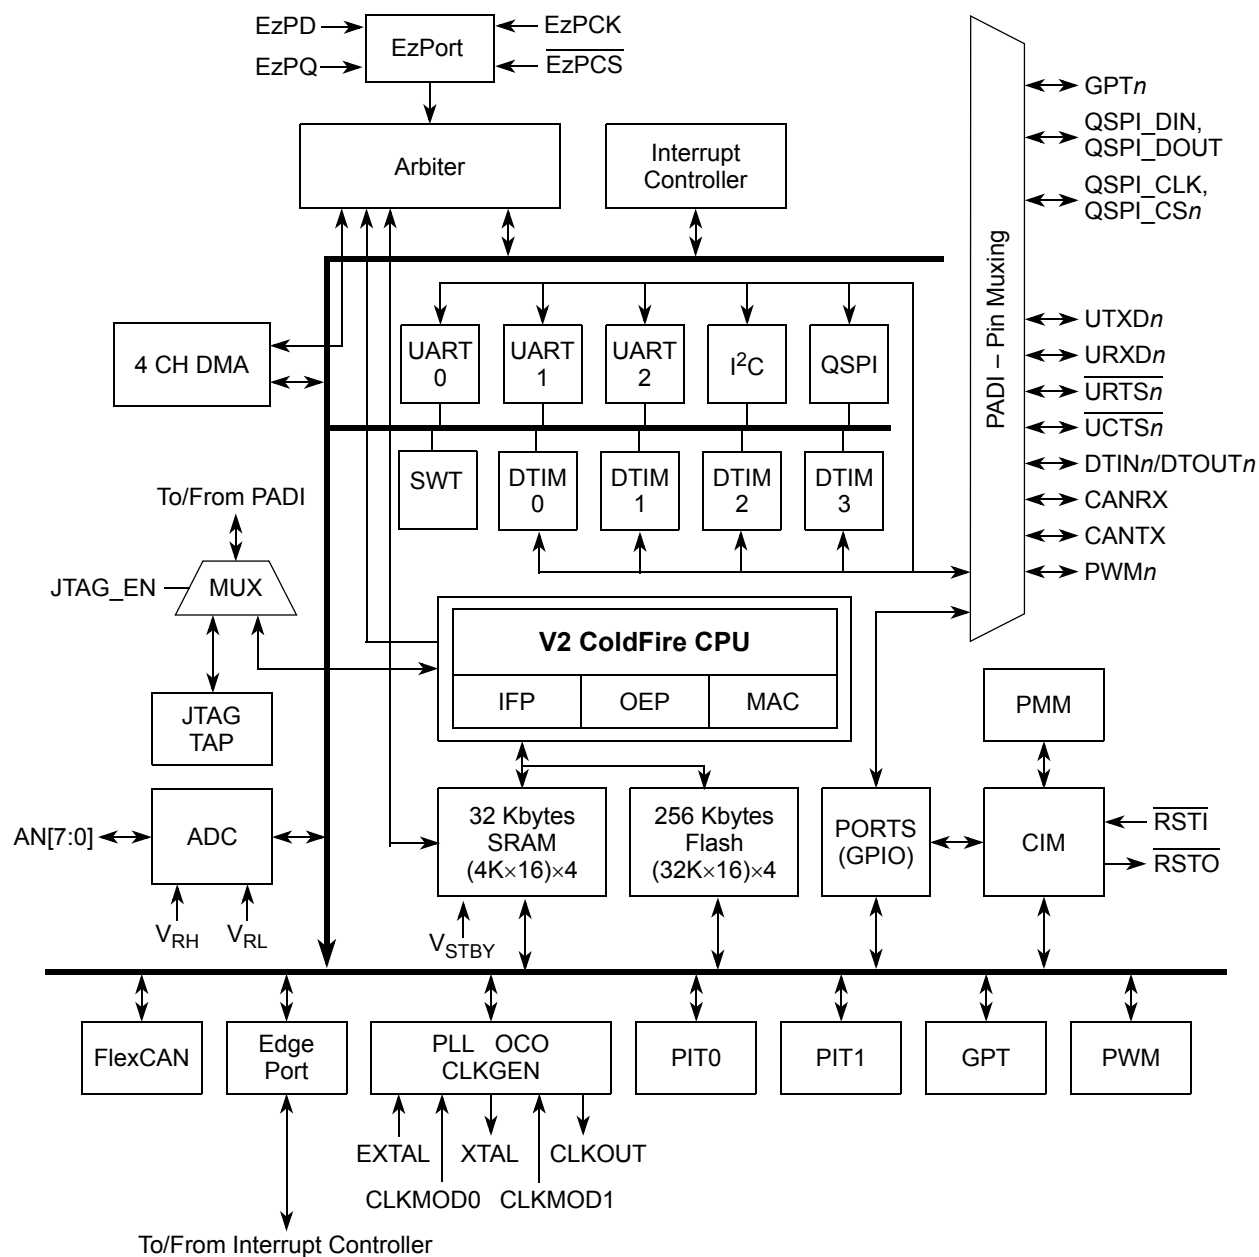 EzPD
EzPQ
EzPort
EzPCK
EzPCS
Arbiter
Interrupt
Controller
PADI – Pin Muxing
GPTn
QSPI_DIN,
QSPI_DOUT
QSPI_CLK,
QSPI_CSn
UTXDn
URXDn
URTSn
UCTSn
DTINn/DTOUTn
CANRX
CANTX
PWMn
4 CH DMA
UART
0
UART
1
UART
2
I²C
QSPI
SWT
DTIM
0
DTIM
1
DTIM
2
DTIM
3
To/From PADI
JTAG_EN
MUX
JTAG
TAP
V2 ColdFire CPU
IFP
OEP
MAC
PMM
AN[7:0]
ADC
VRH
VRL
32 Kbytes
SRAM
(4K×16)×4
VSTBY
256 Kbytes
Flash
(32K×16)×4
PORTS
(GPIO)
CIM
RSTI
RSTO
FlexCAN
Edge
Port
PLL OCO
CLKGEN
PIT0
PIT1
GPT
PWM
EXTAL
XTAL
CLKOUT
CLKMOD0
CLKMOD1
To/From Interrupt Controller